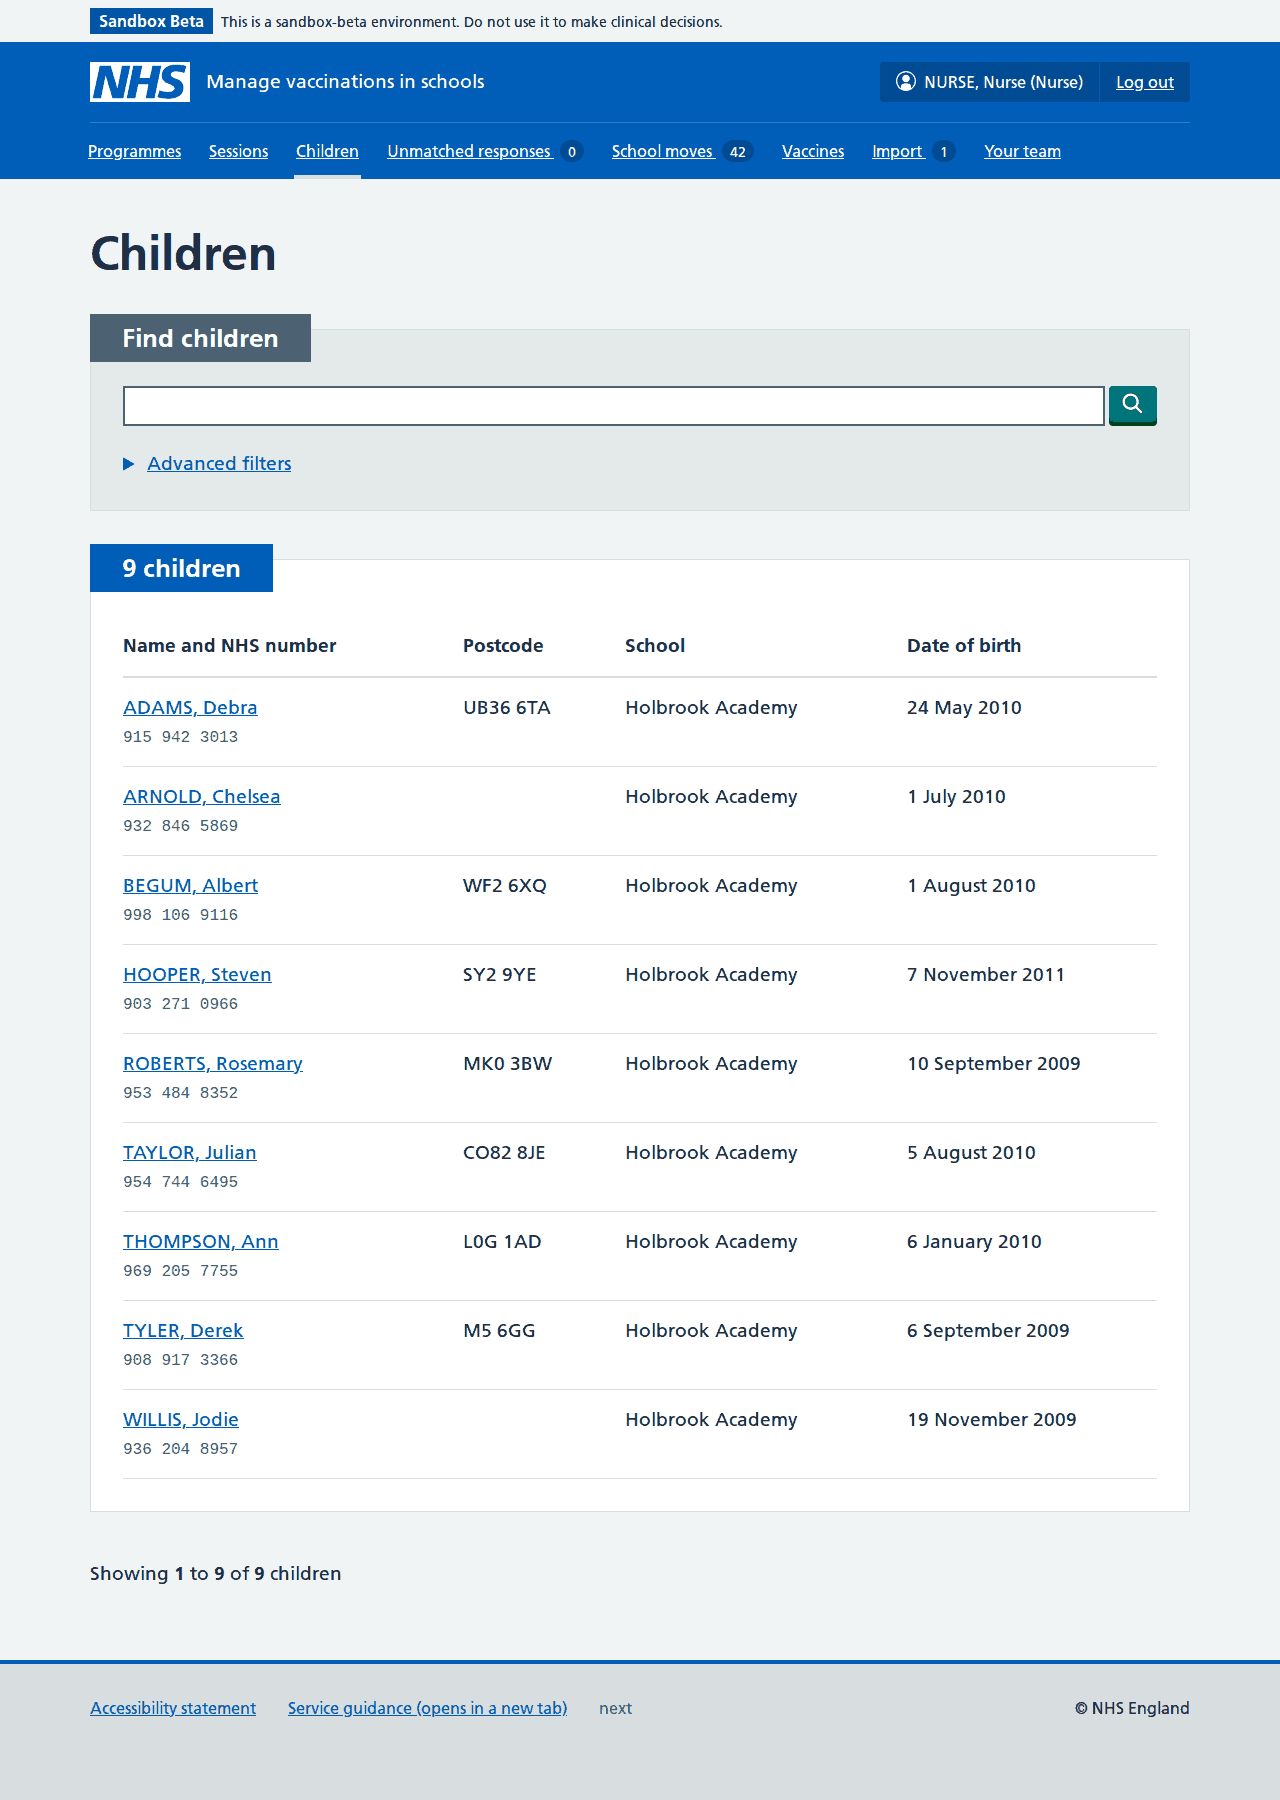 Sandbox Beta This is a sandbox-beta environment. Do not use it to make clinical decisions.
NHS Manage vaccinations in schools NURSE, Nurse (Nurse) Log out
Programmes Sessions Children Unmatched responses 0 School moves 42 Vaccines Import 1 Your team
Children
Find children
Advanced filters
9 children
Name and NHS number Postcode School Date of birth
ADAMS, Debra UB36 6TA Holbrook Academy 24 May 2010
915 942 3013
ARNOLD, Chelsea Holbrook Academy 1 July 2010
932 846 5869
BEGUM, Albert WF2 6XQ Holbrook Academy 1 August 2010
998 106 9116
HOOPER, Steven SY2 9YE Holbrook Academy 7 November 2011
903 271 0966
ROBERTS, Rosemary MK0 3BW Holbrook Academy 10 September 2009
953 484 8352
TAYLOR, Julian CO82 8JE Holbrook Academy 5 August 2010
954 744 6495
THOMPSON, Ann L0G 1AD Holbrook Academy 6 January 2010
969 205 7755
TYLER, Derek M5 6GG Holbrook Academy 6 September 2009
908 917 3366
WILLIS, Jodie Holbrook Academy 19 November 2009
936 204 8957
Showing 1 to 9 of 9 children
Accessibility statement Service guidance (opens in a new tab) next © NHS England